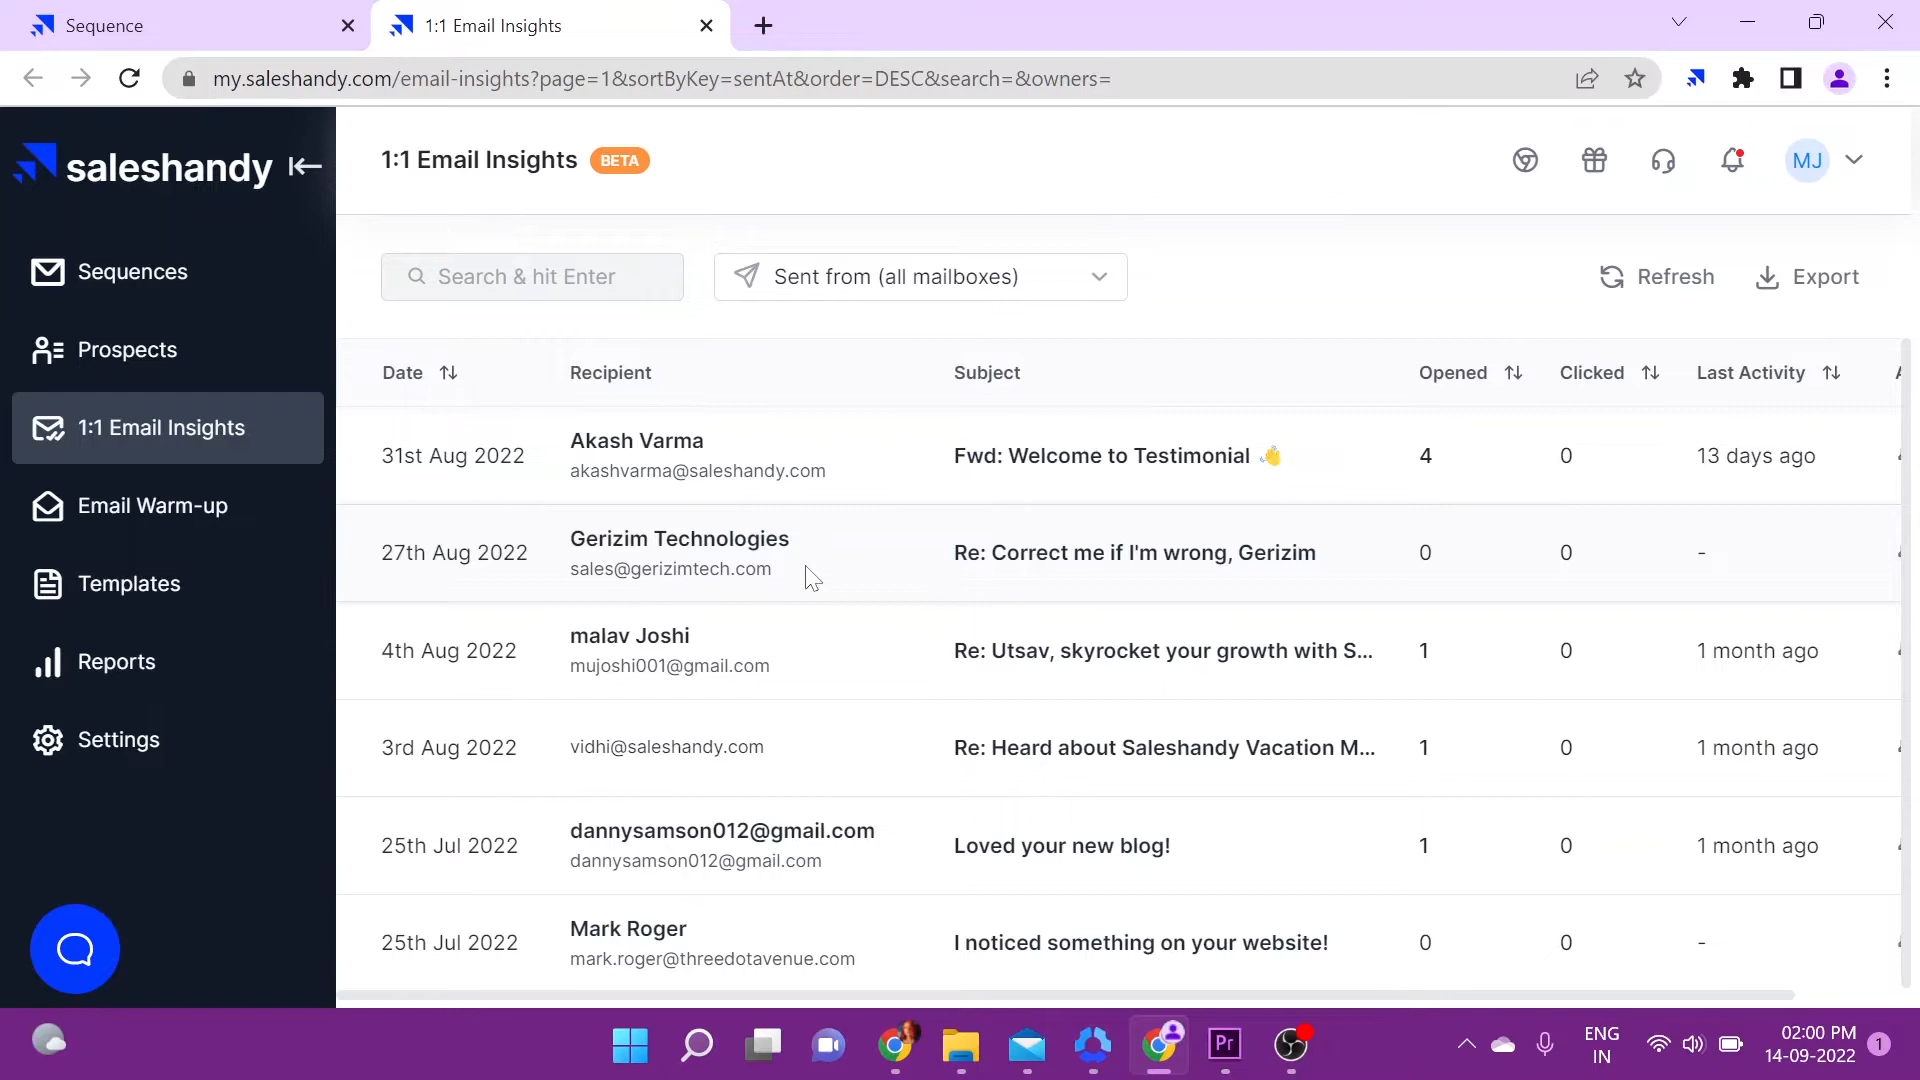 Sequence
1:1 Email Insights
my.saleshandy.com/email-insights?page=1&sortByKey=sentAt&order=DESC&search=&owners=
saleshandy
1:1 Email Insights BETA
MJ
Sequences
Prospects
1:1 Email Insights
Email Warm-up
Templates
Reports
Settings
Search & hit Enter
Sent from (all mailboxes)
Refresh
Export
Date Recipient Subject Opened Clicked Last Activity
31st Aug 2022 Akash Varma Fwd: Welcome to Testimonial 👋 4 0 13 days ago
akashvarma@saleshandy.com
27th Aug 2022 Gerizim Technologies Re: Correct me if I'm wrong, Gerizim 0 0 -
sales@gerizimtech.com
4th Aug 2022 malav Joshi Re: Utsav, skyrocket your growth with S... 1 0 1 month ago
mujoshi001@gmail.com
3rd Aug 2022 vidhi@saleshandy.com Re: Heard about Saleshandy Vacation M... 1 0 1 month ago
25th Jul 2022 dannysamson012@gmail.com Loved your new blog! 1 0 1 month ago
dannysamson012@gmail.com
25th Jul 2022 Mark Roger I noticed something on your website! 0 0 -
mark.roger@threedotavenue.com
Pr
ENG
IN
02:00 PM
14-09-2022
1